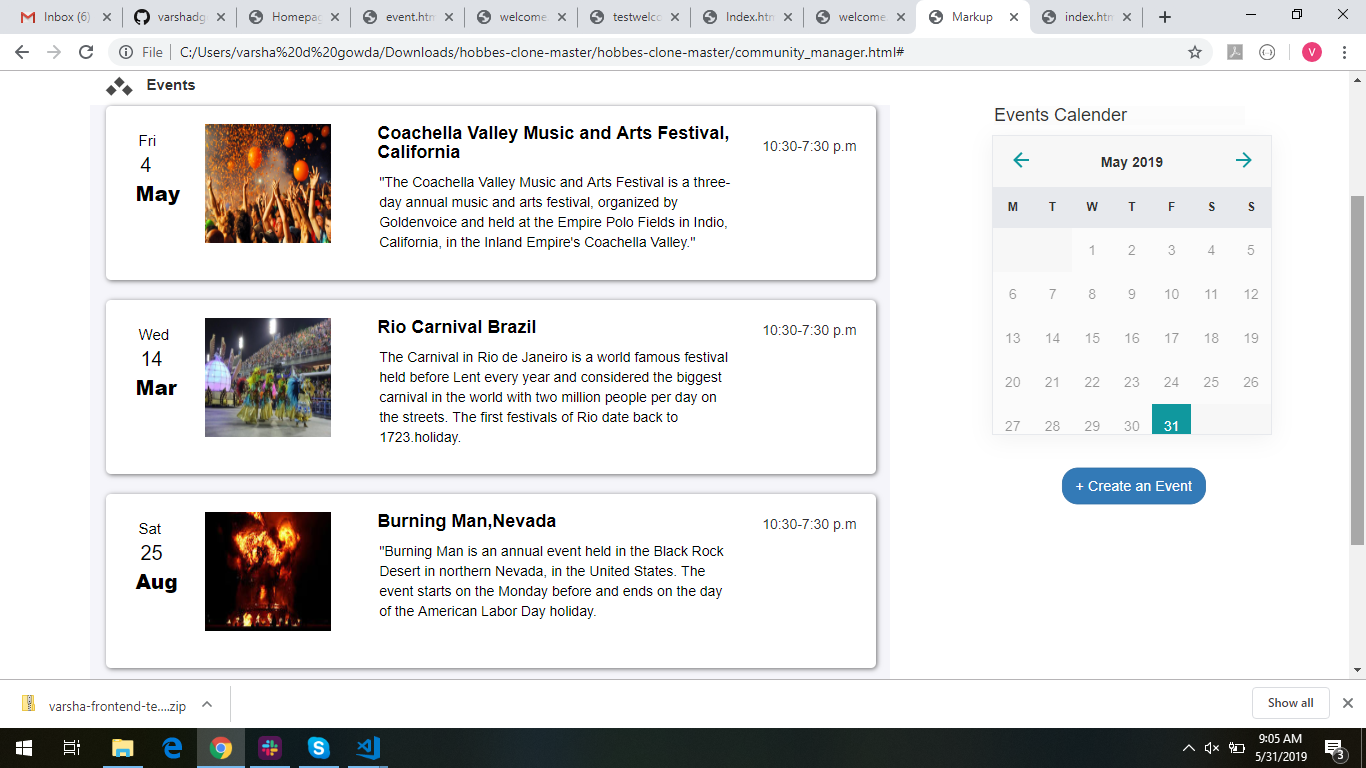 Inbox (6)
varshadg
Homepag
event.htm
welcome.
testwelco
Index.htm
welcome.
Markup
index.htm
File
C:/Users/varsha%20d%20gowda/Downloads/hobbes-clone-master/hobbes-clone-master/community_manager.html#
V
Events
Fri
4
May
Coachella Valley Music and Arts Festival,
California
10:30-7:30 p.m
"The Coachella Valley Music and Arts Festival is a three-
day annual music and arts festival, organized by
Goldenvoice and held at the Empire Polo Fields in Indio,
California, in the Inland Empire's Coachella Valley."
Wed
14
Mar
Rio Carnival Brazil
10:30-7:30 p.m
The Carnival in Rio de Janeiro is a world famous festival
held before Lent every year and considered the biggest
carnival in the world with two million people per day on
the streets. The first festivals of Rio date back to
1723.holiday.
Sat
25
Aug
Burning Man,Nevada
10:30-7:30 p.m
"Burning Man is an annual event held in the Black Rock
Desert in northern Nevada, in the United States. The
event starts on the Monday before and ends on the day
of the American Labor Day holiday.
Events Calender
May 2019
M T W T F S S
1 2 3 4 5
6 7 8 9 10 11 12
13 14 15 16 17 18 19
20 21 22 23 24 25 26
27 28 29 30 31
+ Create an Event
varsha-frontend-te....zip
Show all
9:05 AM
5/31/2019
3